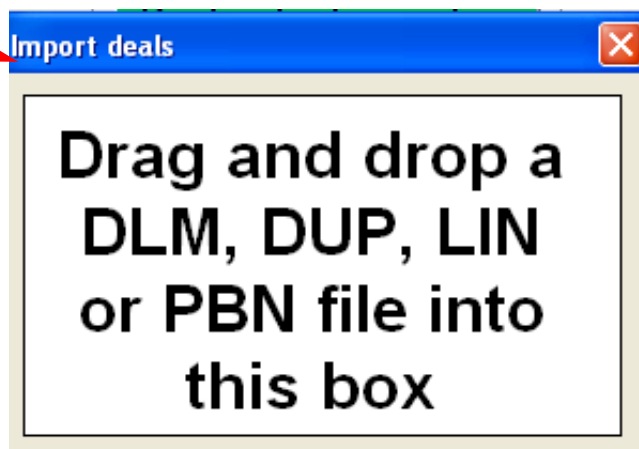 Import deals
Drag and drop a
DLM, DUP, LIN
or PBN file into
this box